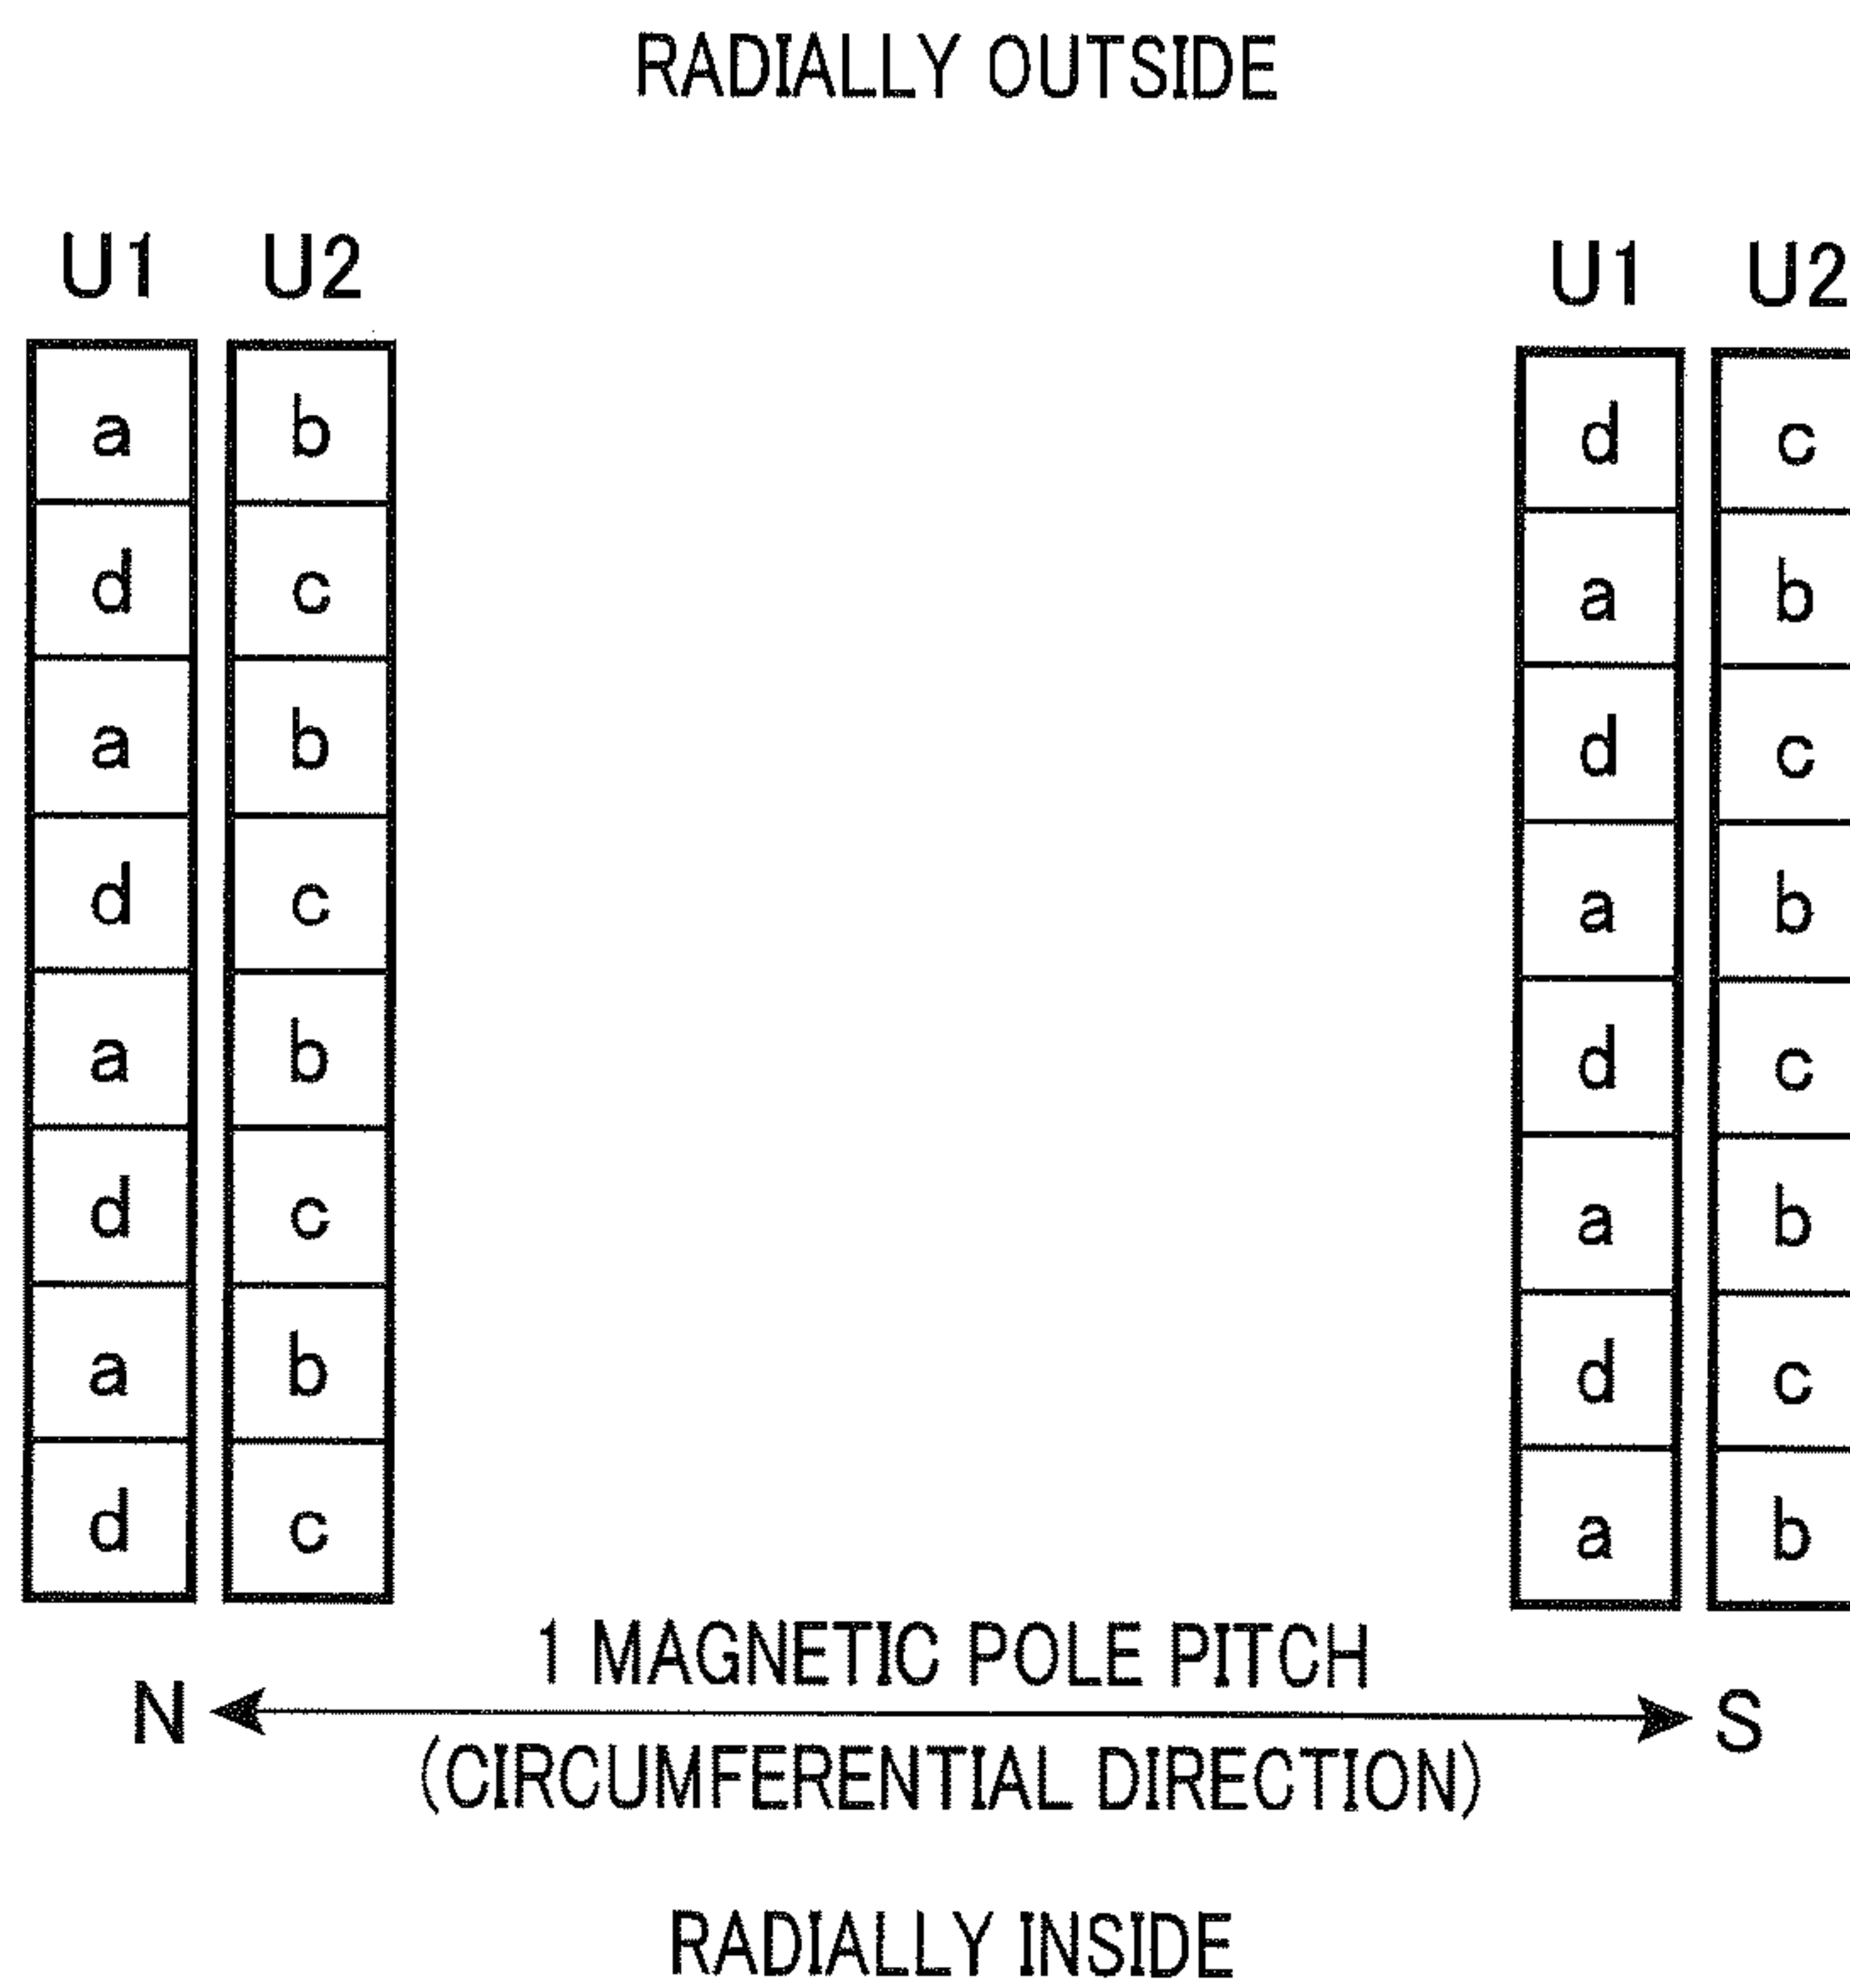 RADIALLY OUTSIDE
U1 U2 U1 U2
a b d c
d c a b
a b d c
d c a b
a b d c
d c a b
a b d c
d c a b
1 MAGNETIC POLE PITCH
N S
(CIRCUMFERENTIAL DIRECTION)
RADIALLY INSIDE